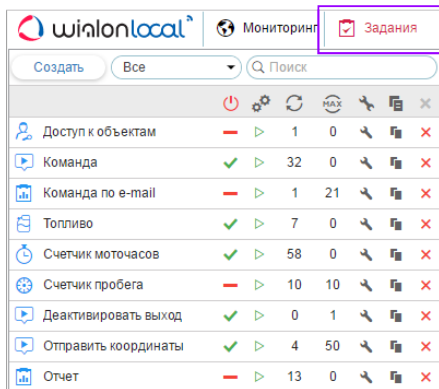 wialon local Мониторинг Задания
Создать Все Поиск
MAX
Доступ к объектам 1 0
Команда 32 0
Команда по e-mail 1 21
Топливо 7 0
Счетчик моточасов 58 0
Счетчик пробега 10 10
Деактивировать выход 0 1
Отправить координаты 4 50
Отчет 13 0